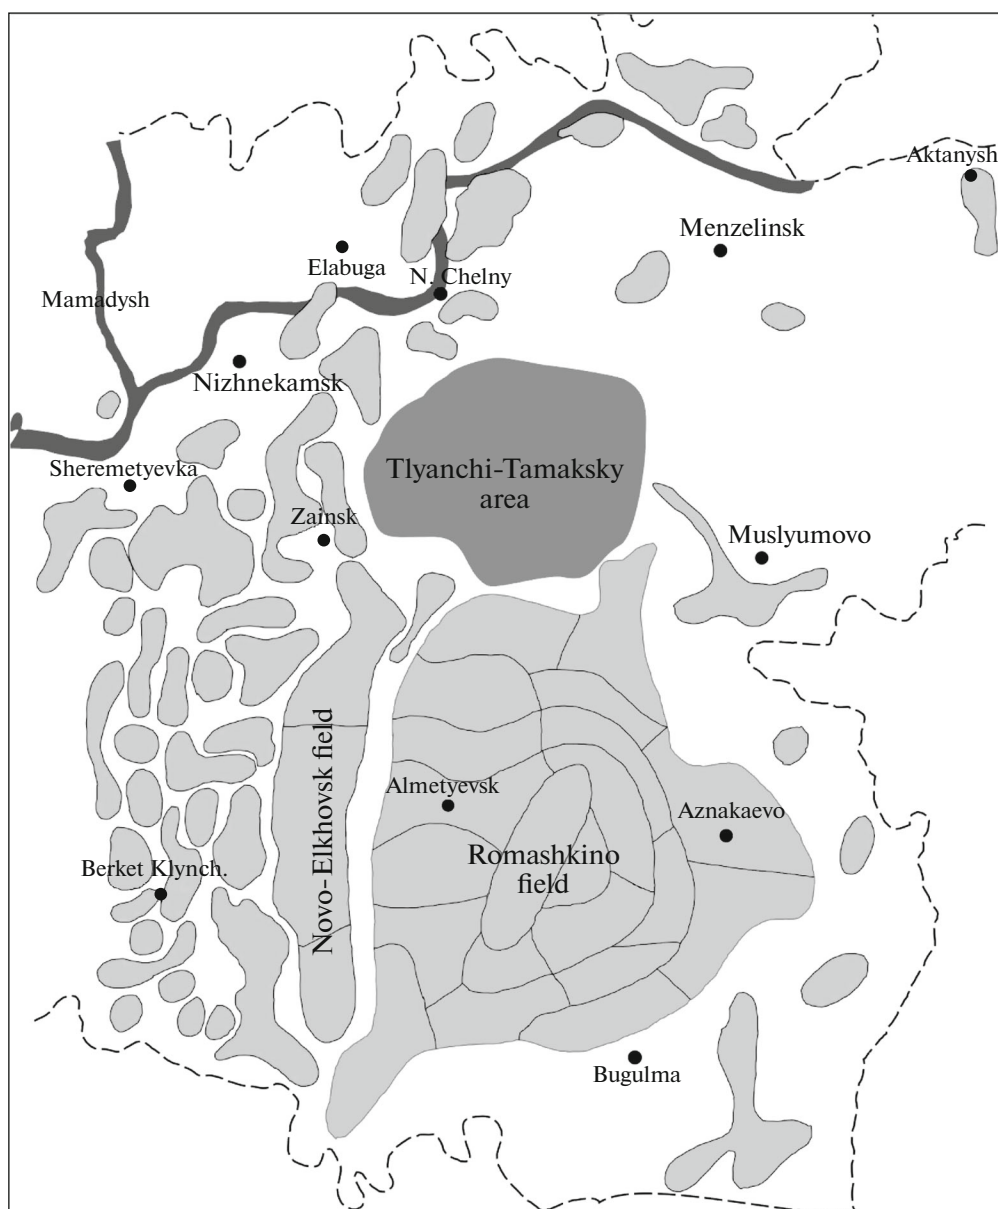 Aktanysh
Menzelinsk
Elabuga
N. Chelny
Mamadysh
Nizhnekamsk
Sheremetyevka
Tlyanchi-Tamaksky
area
Zainsk
Muslyumovo
Novo-Elkhovsk field
Almetyevsk
Aznakaevo
Romashkino
field
Berket Klynch.
Bugulma